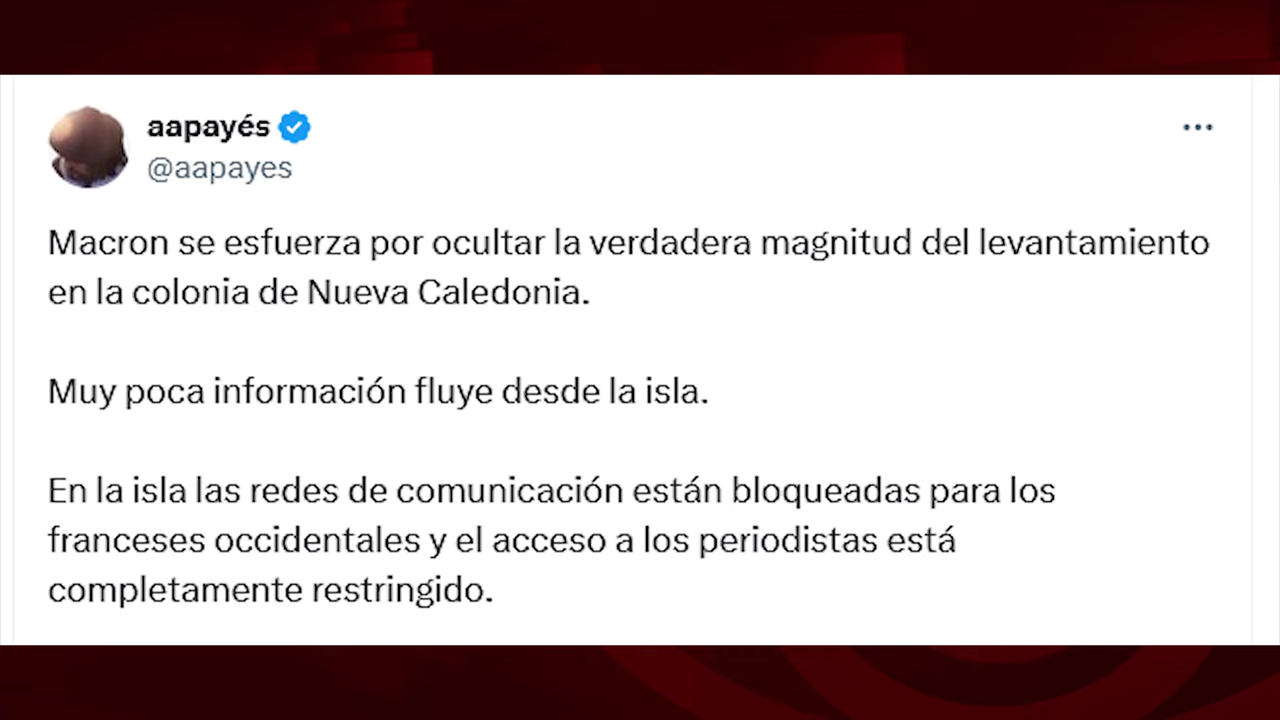 aapayés
@aapayes
Macron se esfuerza por ocultar la verdadera magnitud del levantamiento
en la colonia de Nueva Caledonia.
Muy poca información fluye desde la isla.
En la isla las redes de comunicación están bloqueadas para los
franceses occidentales y el acceso a los periodistas está
completamente restringido.